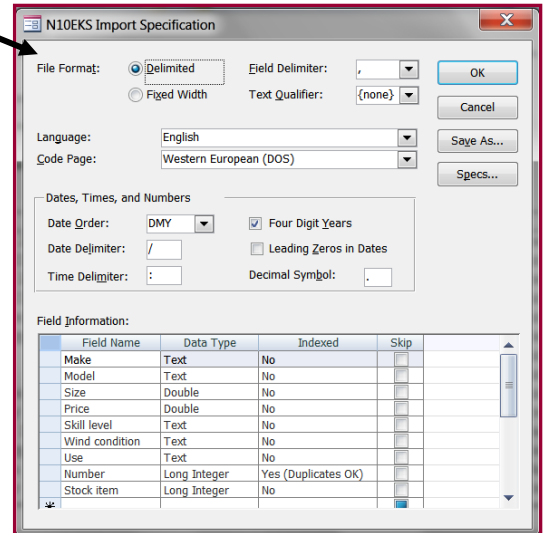 N10EKS Import Specification
File Format: Delimited Field Delimiter: , OK
Fixed Width Text Qualifier: {none} Cancel
Language: English Save As...
Code Page: Western European (DOS) Specs...
Dates, Times, and Numbers
Date Order: DMY Four Digit Years
Date Delimiter: / Leading Zeros in Dates
Time Delimiter: : Decimal Symbol: .
Field Information:
Field Name Data Type Indexed Skip
Make Text No
Model Text No
Size Double No
Price Double No
Skill level Text No
Wind condition Text No
Use Text No
Number Long Integer Yes (Duplicates OK)
Stock item Long Integer No